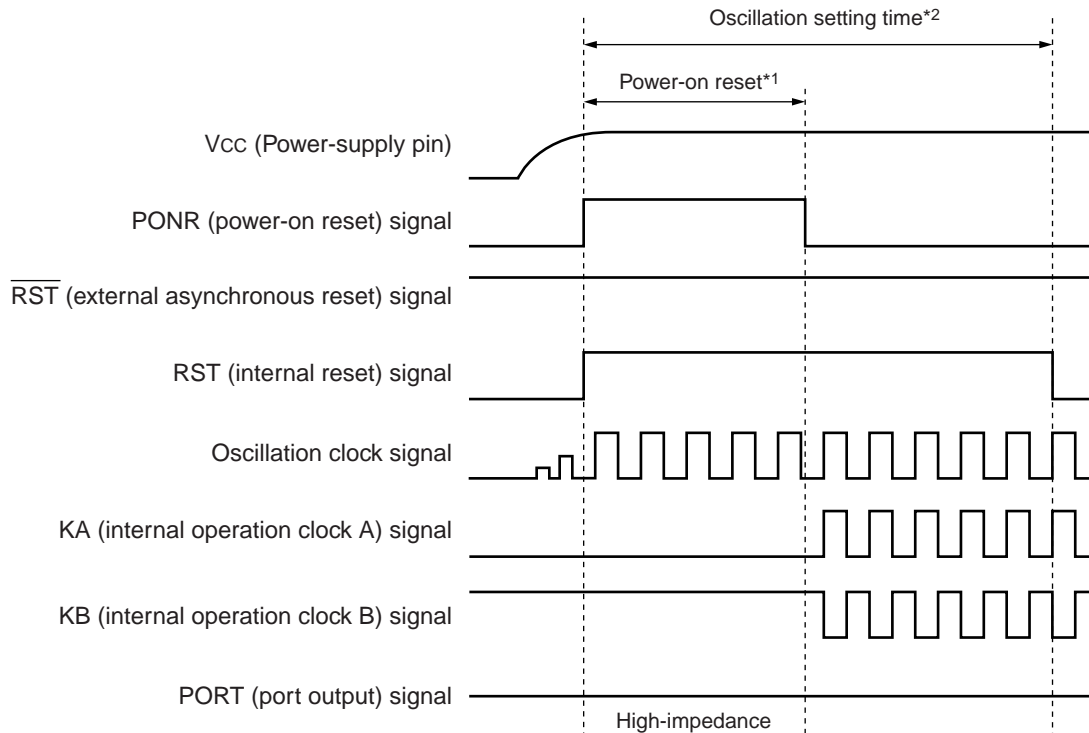 Oscillation setting time*2
Power-on reset*1
VCC (Power-supply pin)
PONR (power-on reset) signal
R̅S̅T̅ (external asynchronous reset) signal
RST (internal reset) signal
Oscillation clock signal
KA (internal operation clock A) signal
KB (internal operation clock B) signal
PORT (port output) signal
High-impedance